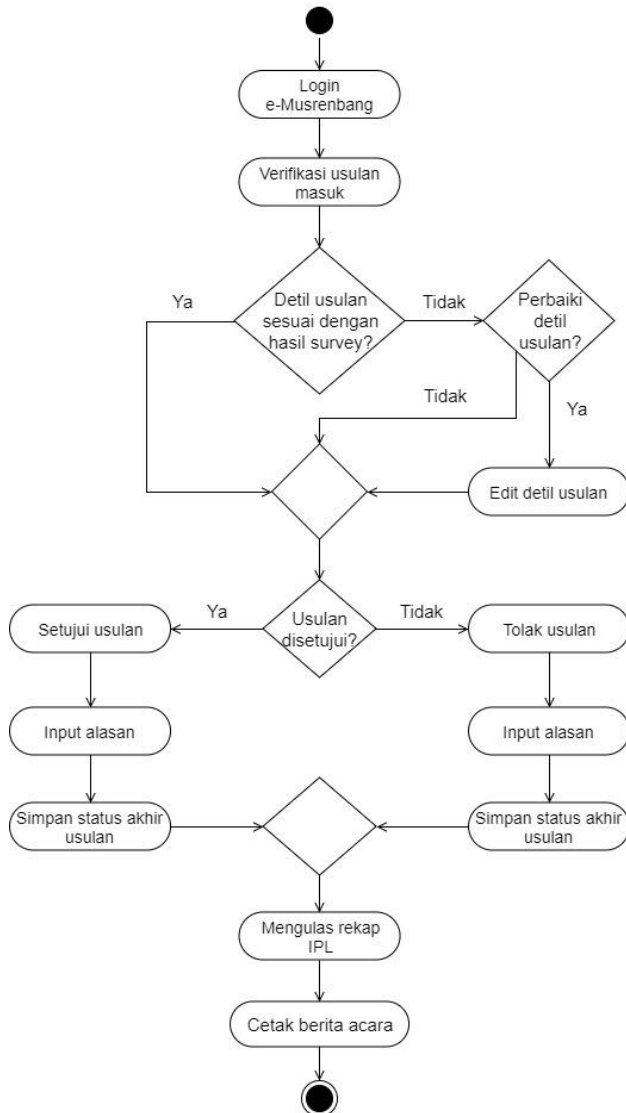 Login
e-Musrenbang
Verifikasi usulan
masuk
Ya
Detil usulan
sesuai dengan
hasil survey?
Tidak
Perbaiki
detil
usulan?
Tidak
Ya
Edit detil usulan
Setujui usulan
Ya
Usulan
disetujui?
Tidak
Tolak usulan
Input alasan
Input alasan
Simpan status akhir
usulan
Simpan status akhir
usulan
Mengulas rekap
IPL
Cetak berita acara